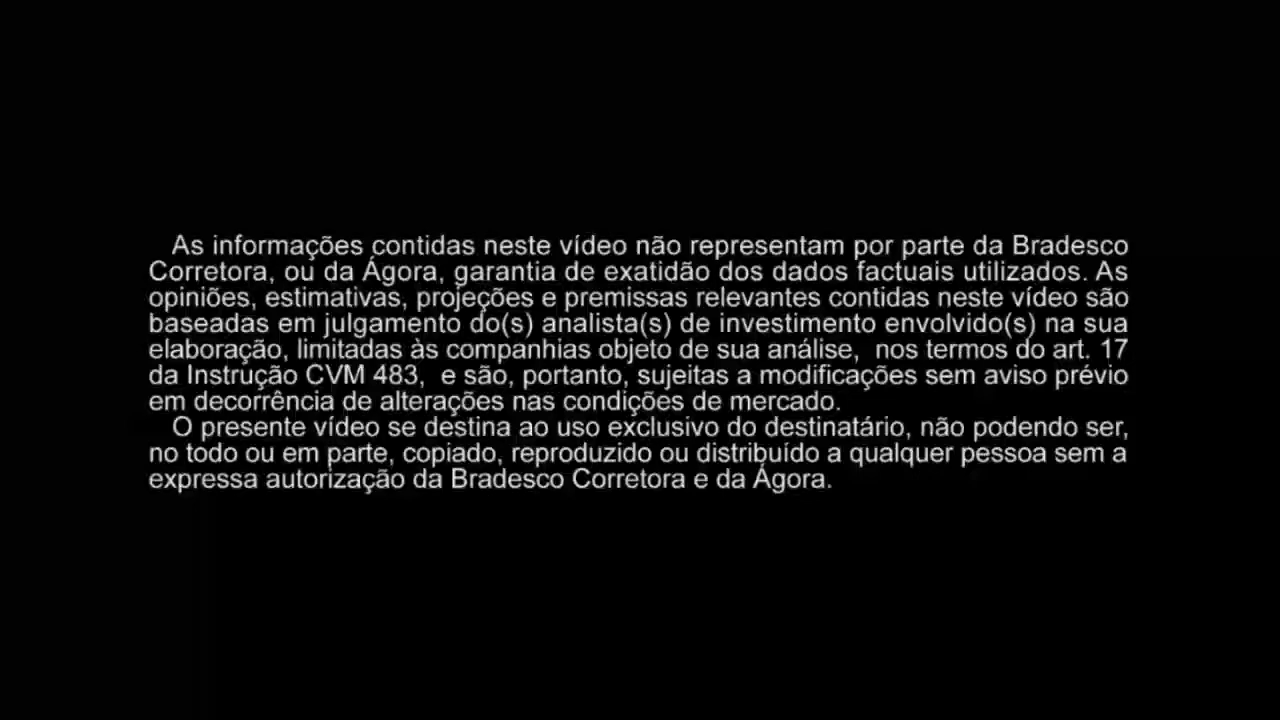 As informações contidas neste vídeo não representam por parte da Bradesco
Corretora, ou da Ágora, garantia de exatidão dos dados factuais utilizados. As
opiniões, estimativas, projeções e premissas relevantes contidas neste vídeo são
baseadas em julgamento do(s) analista(s) de investimento envolvido(s) na sua
elaboração, limitadas às companhias objeto de sua análise, nos termos do art. 17
da Instrução CVM 483, e são, portanto, sujeitas a modificações sem aviso prévio
em decorrência de alterações nas condições de mercado.
O presente vídeo se destina ao uso exclusivo do destinatário, não podendo ser,
no todo ou em parte, copiado, reproduzido ou distribuído a qualquer pessoa sem a
expressa autorização da Bradesco Corretora e da Ágora.